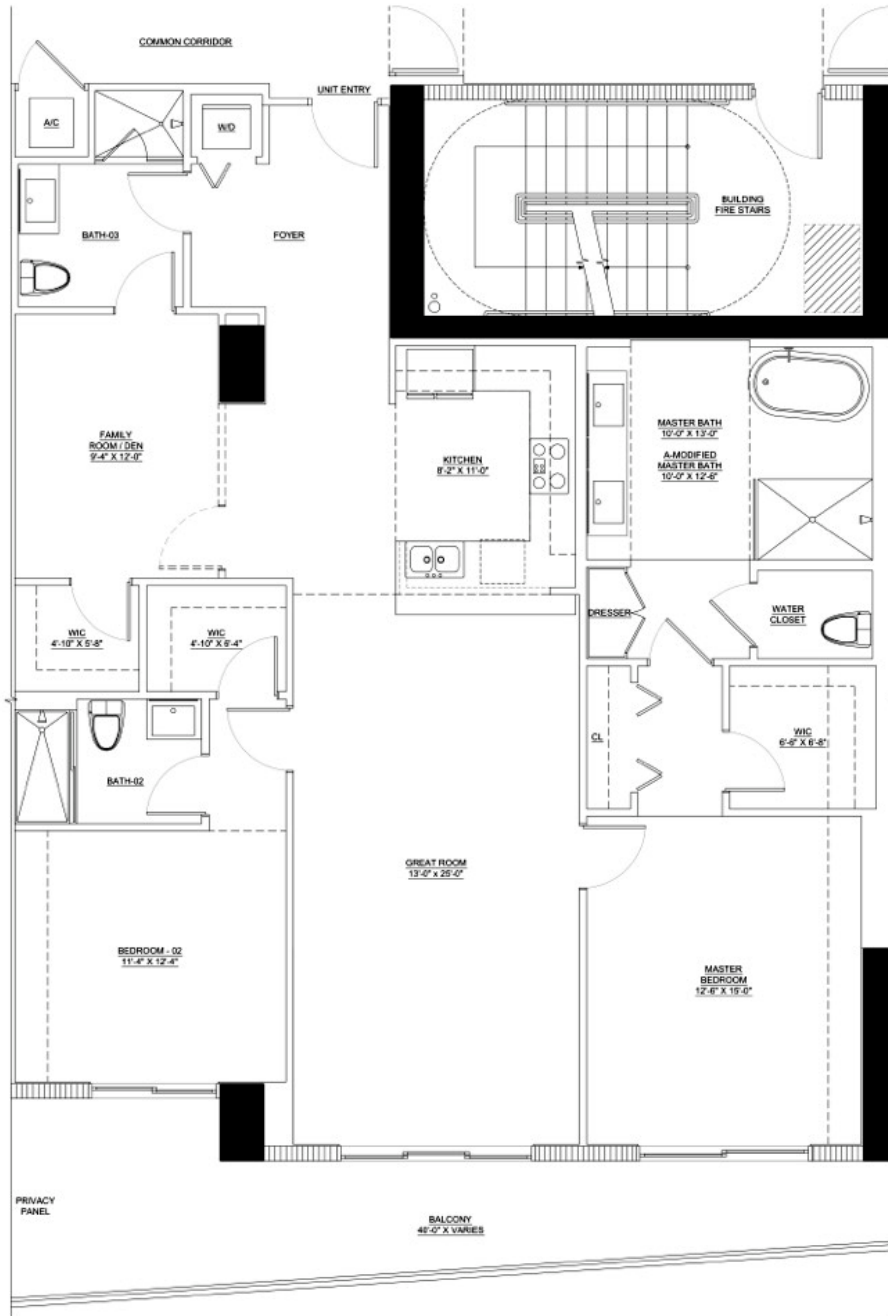 COMMON CORRIDOR
UNIT ENTRY
A/C
W/D
BUILDING
FIRE STAIRS
BATH-03
FOYER
FAMILY
ROOM / DEN
9'-4" X 12'-0"
KITCHEN
8'-2" X 11'-0"
MASTER BATH
10'-0" X 13'-0"
A-MODIFIED
MASTER BATH
10'-0" X 12'-6"
DRESSER
WATER
CLOSET
WIC
4'-10" X 5'-8"
WIC
4'-10" X 6'-4"
CL
WIC
6'-6" X 6'-8"
BATH-02
GREAT ROOM
13'-0" x 25'-0"
BEDROOM - 02
11'-4" X 12'-4"
MASTER
BEDROOM
12'-6" X 15'-0"
PRIVACY
PANEL
BALCONY
40'-0" X VARIES